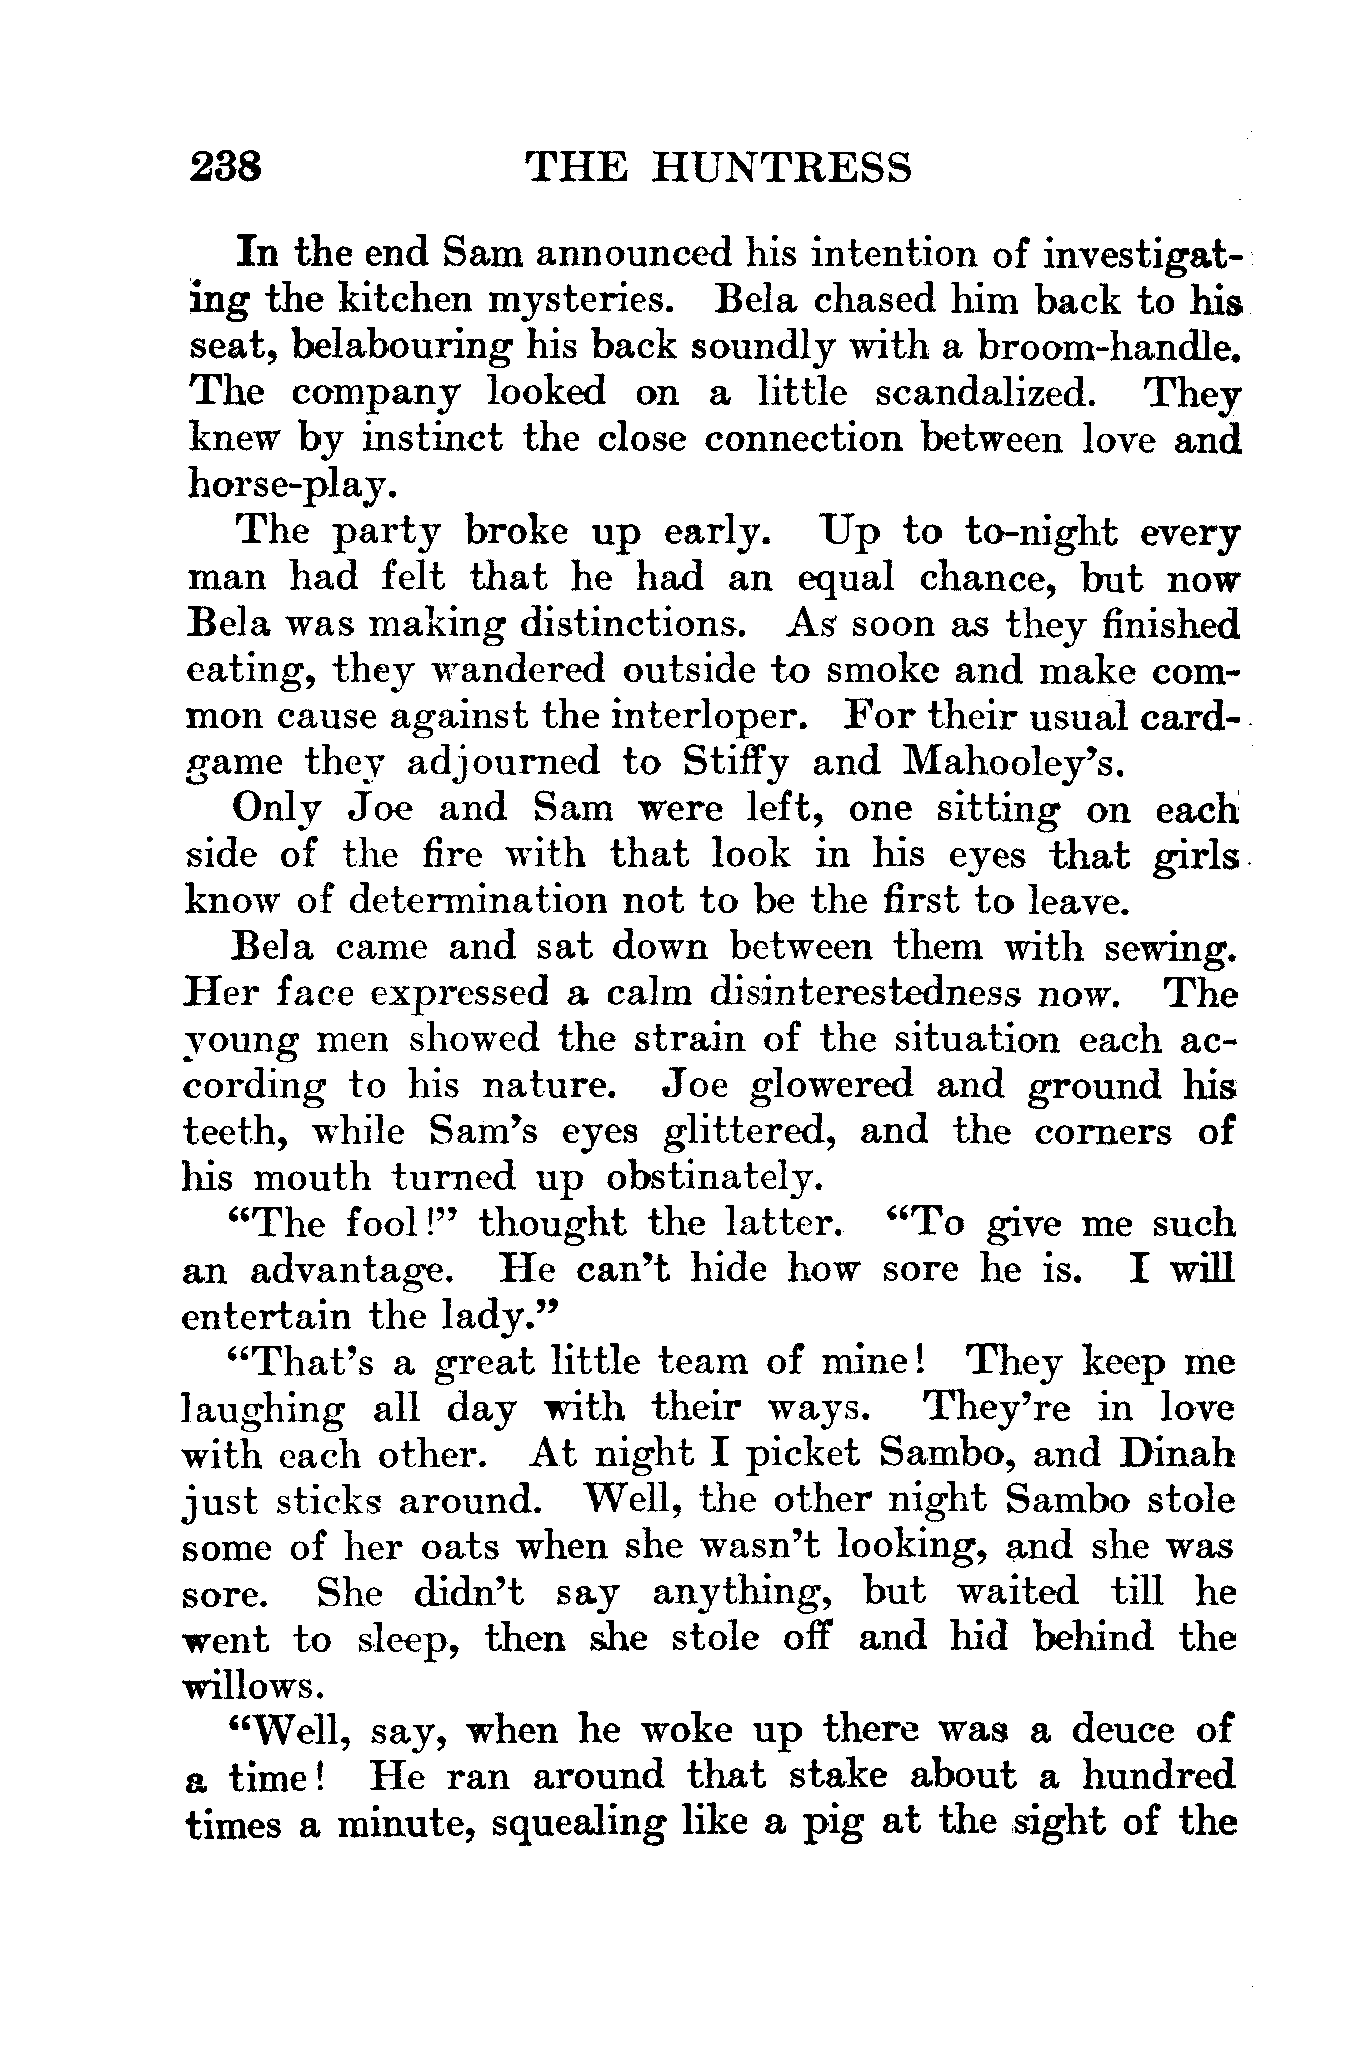 238 THE HUNTRESS
In the end Sam announced his intention of investigat-
ing the kitchen mysteries. Bela chased him back to his
seat, belabouring his back soundly with a broom-handle.
The company looked on a little scandalized. They
knew by instinct the close connection between love and
horse-play.
The party broke up early. Up to to-night every
man had felt that he had an equal chance, but now
Bela was making distinctions. As soon as they finished
eating, they wandered outside to smoke and make com-
mon cause against the interloper. For their usual card-
game they adjourned to Stiffy and Mahooley's.
Only Joe and Sam were left, one sitting on each
side of the fire with that look in his eyes that girls
know of determination not to be the first to leave.
Bela came and sat down between them with sewing.
Her face expressed a calm disinterestedness now. The
young men showed the strain of the situation each ac-
cording to his nature. Joe glowered and ground his
teeth, while Sam's eyes glittered, and the corners of
his mouth turned up obstinately.
“The fool!” thought the latter. “To give me such
an advantage. He can't hide how sore he is. I will
entertain the lady.”
“That's a great little team of mine! They keep me
laughing all day with their ways. They're in love
with each other. At night I picket Sambo, and Dinah
just sticks around. Well, the other night Sambo stole
some of her oats when she wasn't looking, and she was
sore. She didn't say anything, but waited till he
went to sleep, then she stole off and hid behind the
willows.
“Well, say, when he woke up there was a deuce of
a time! He ran around that stake about a hundred
times a minute, squealing like a pig at the sight of the